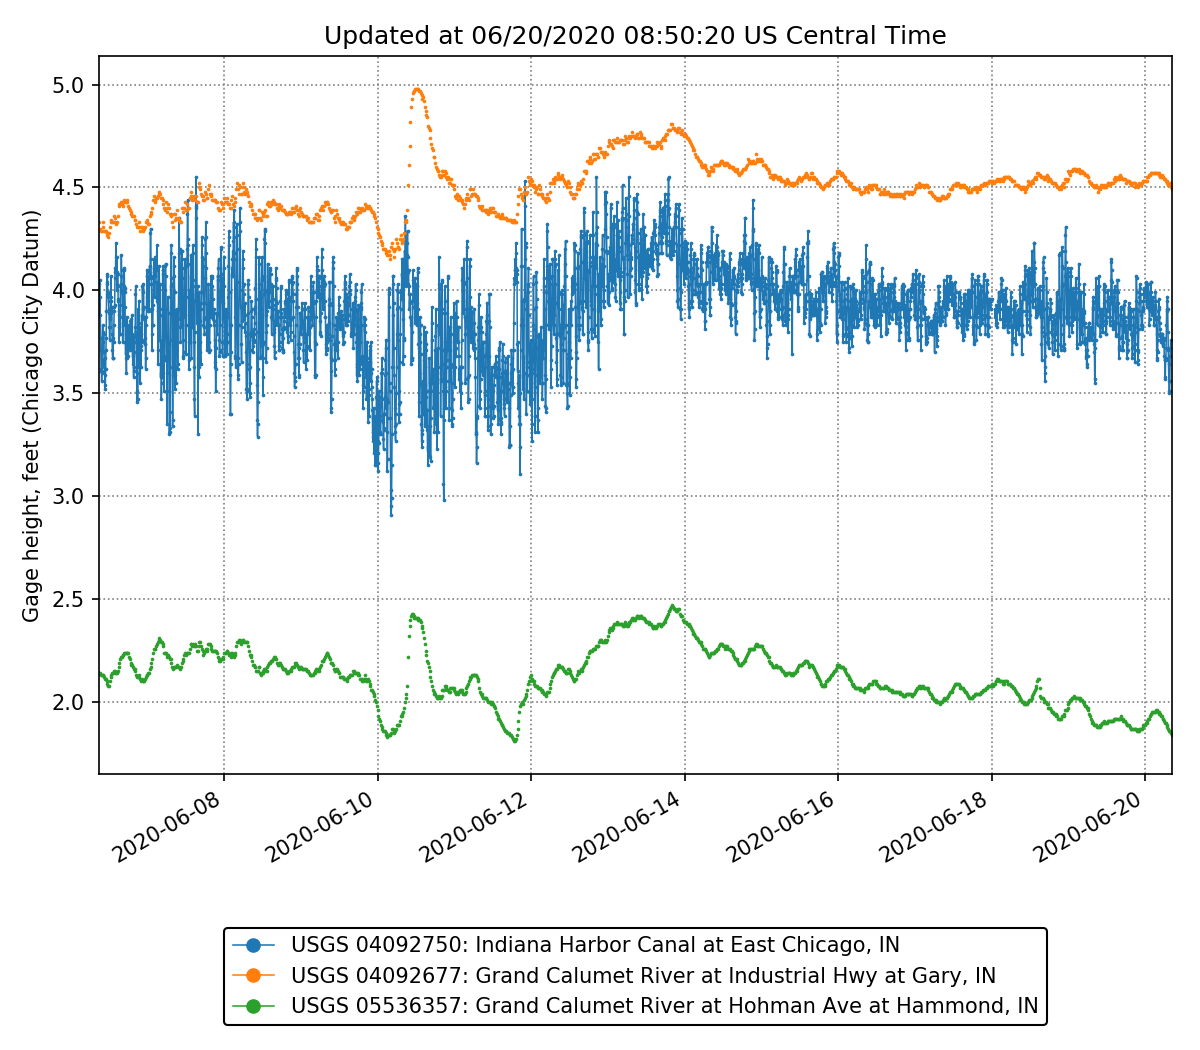 Updated at 06/20/2020 08:50:20 US Central Time
Gage height, feet (Chicago City Datum)
5.0
4.5
4.0
3.5
3.0
2.5
2.0
2020-06-08
2020-06-10
2020-06-12
2020-06-14
2020-06-16
2020-06-18
2020-06-20
USGS 04092750: Indiana Harbor Canal at East Chicago, IN
USGS 04092677: Grand Calumet River at Industrial Hwy at Gary, IN
USGS 05536357: Grand Calumet River at Hohman Ave at Hammond, IN